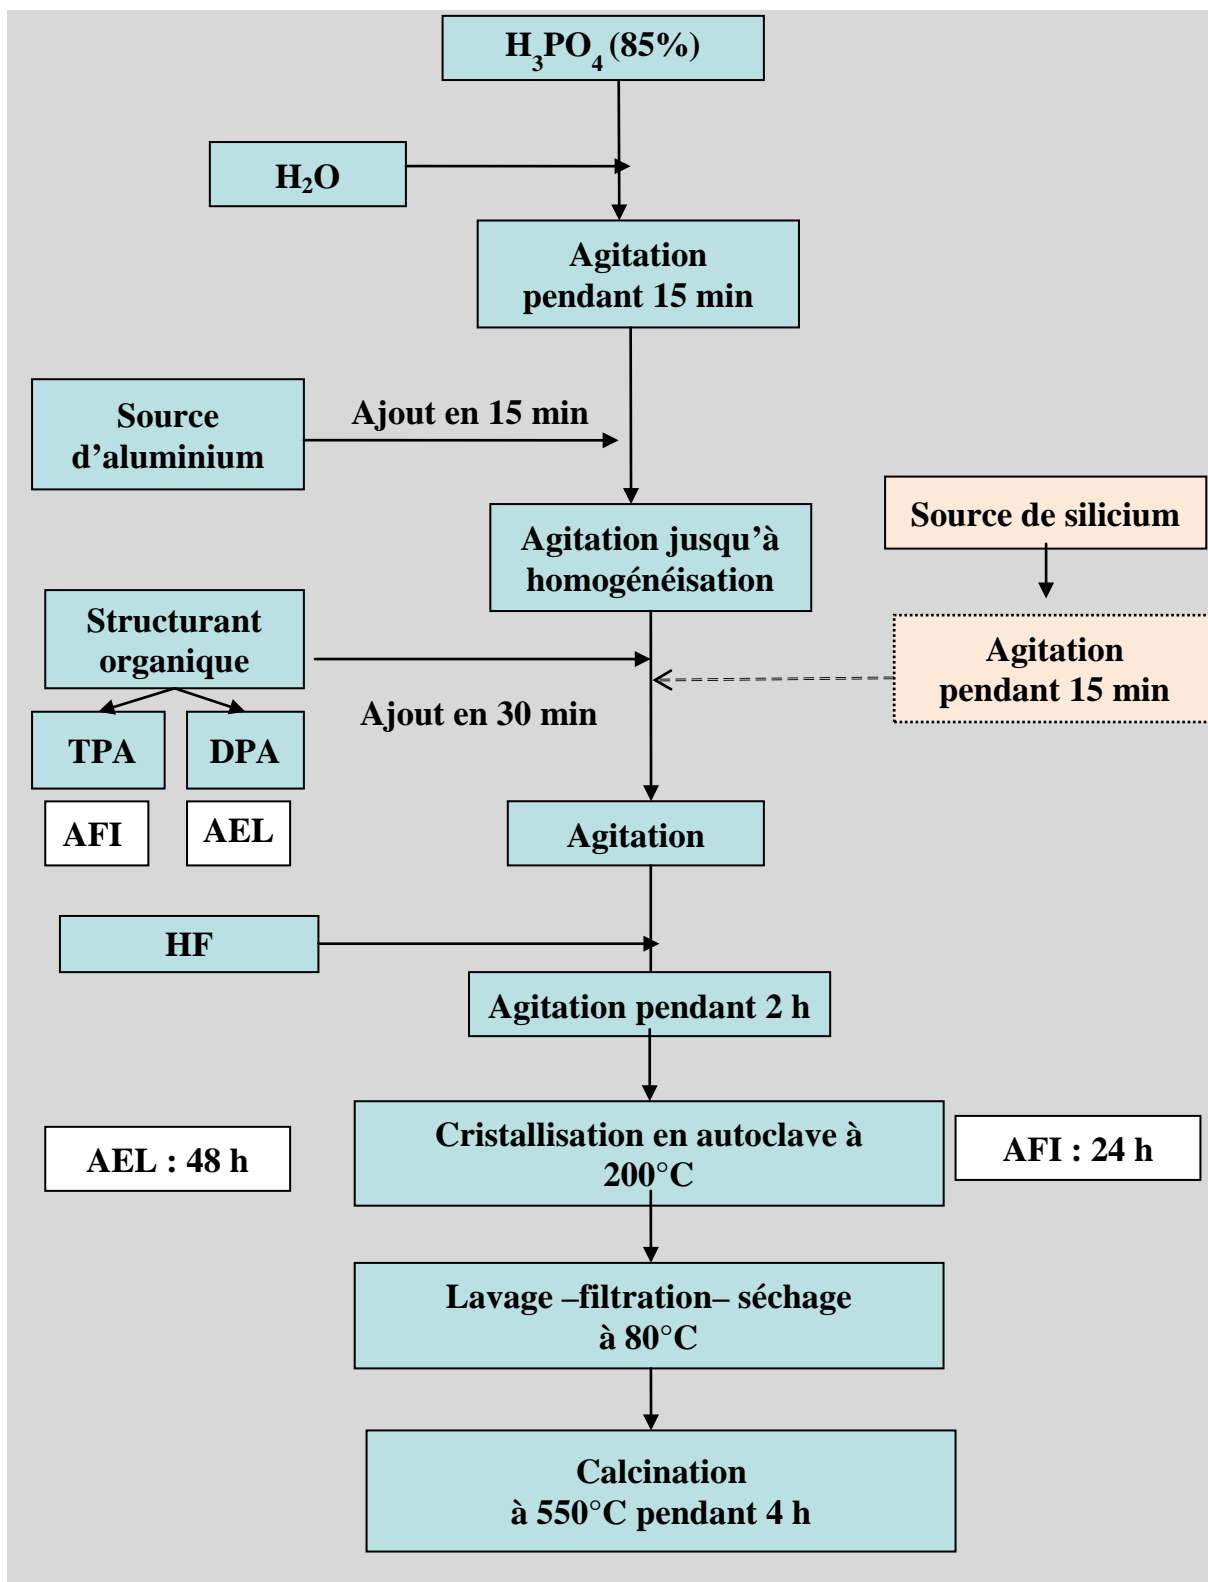 H₃PO₄ (85%)
H₂O
Agitation
pendant 15 min
Source
d’aluminium
Ajout en 15 min
Agitation jusqu’à
homogénéisation
Source de silicium
Structurant
organique
Agitation
pendant 15 min
Ajout en 30 min
TPA
DPA
AFI
AEL
Agitation
HF
Agitation pendant 2 h
AEL : 48 h
Cristallisation en autoclave à
200°C
AFI : 24 h
Lavage –filtration– séchage
à 80°C
Calcination
à 550°C pendant 4 h